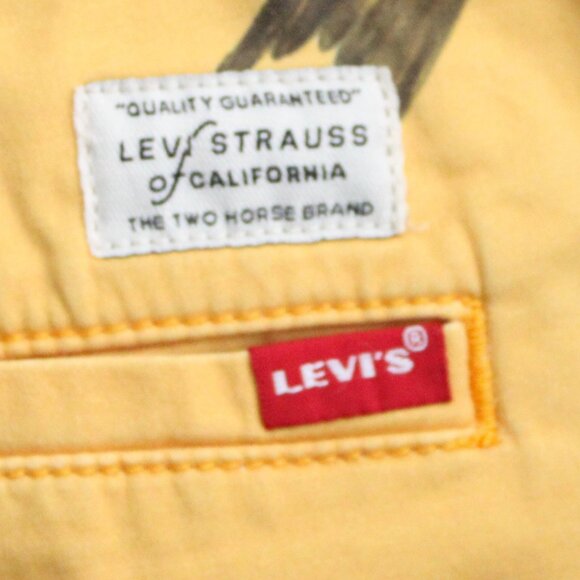 "QUALITY GUARANTEED"
LEVI STRAUSS
of CALIFORNIA
THE TWO HORSE BRAND
LEVI'S®